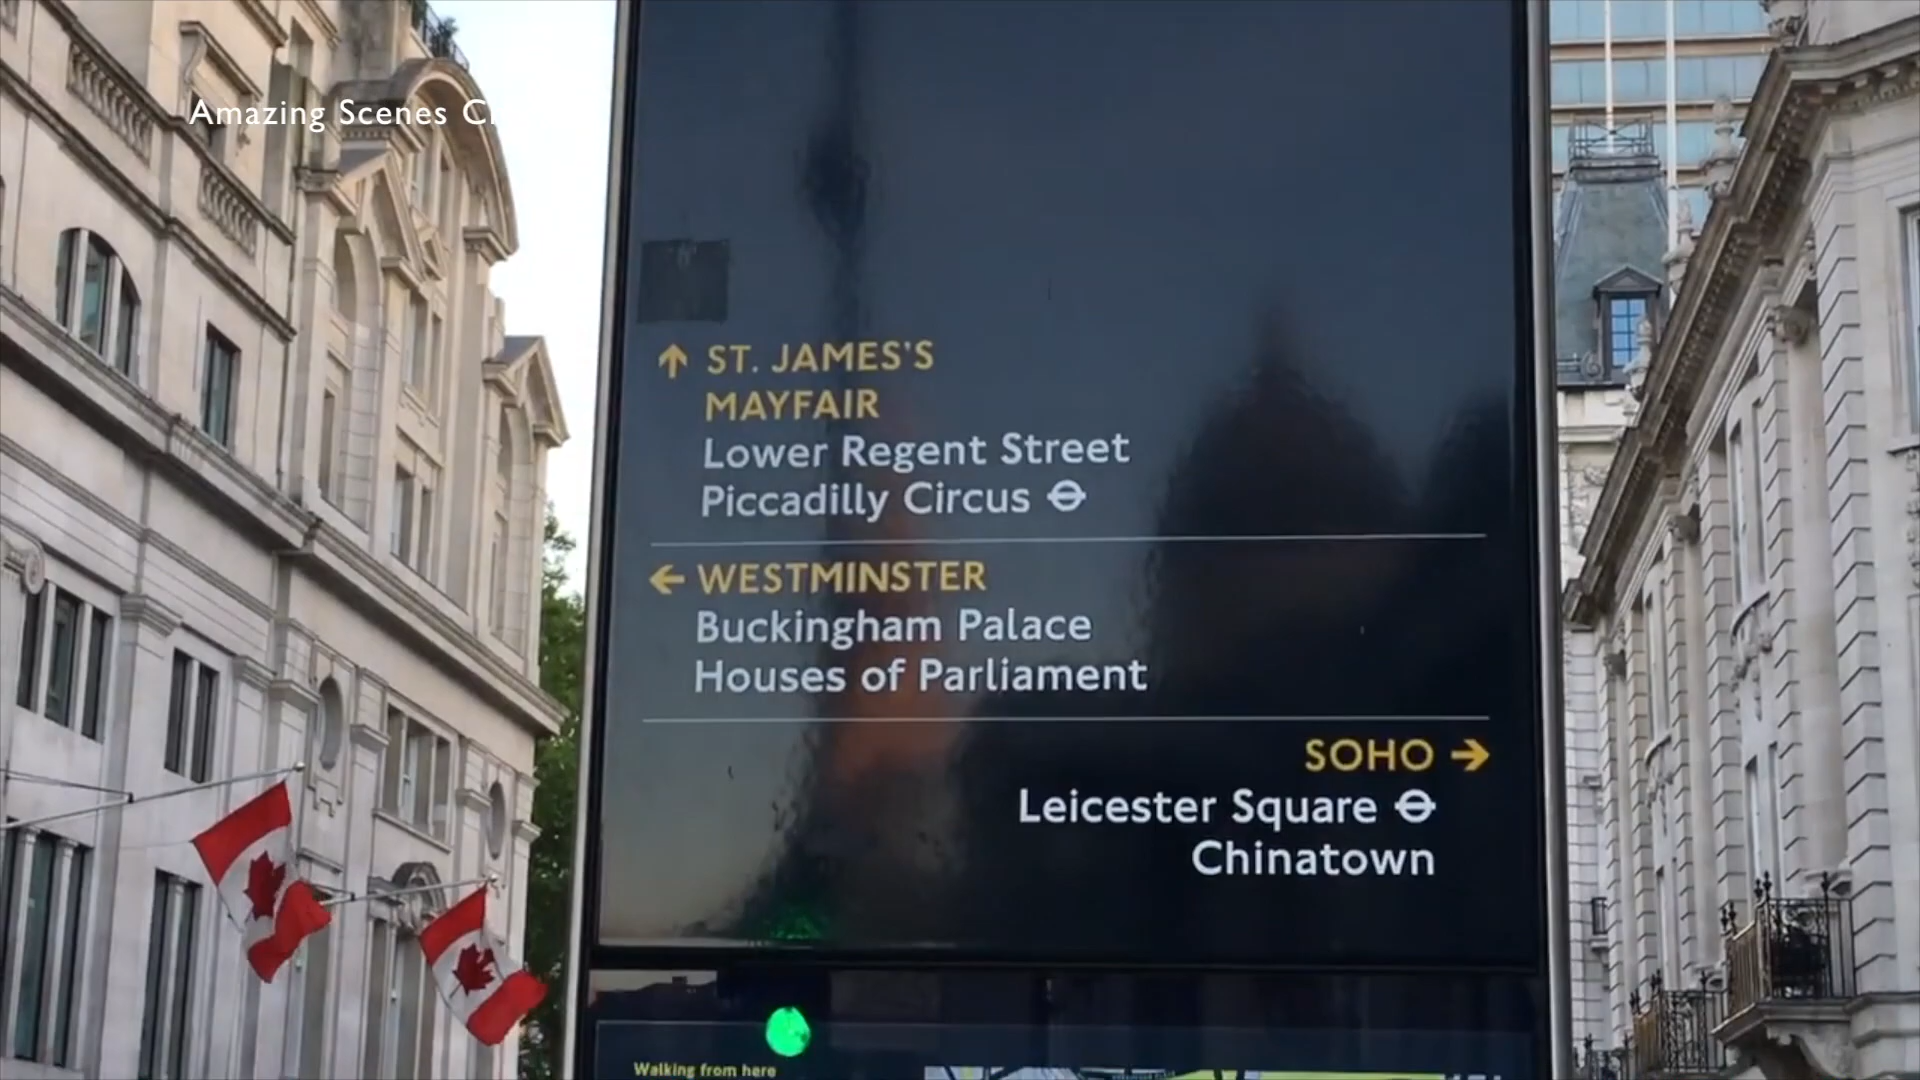 Amazing Scenes
↑ ST. JAMES'S
MAYFAIR
Lower Regent Street
Piccadilly Circus
← WESTMINSTER
Buckingham Palace
Houses of Parliament
SOHO →
Leicester Square
Chinatown
Walking from here